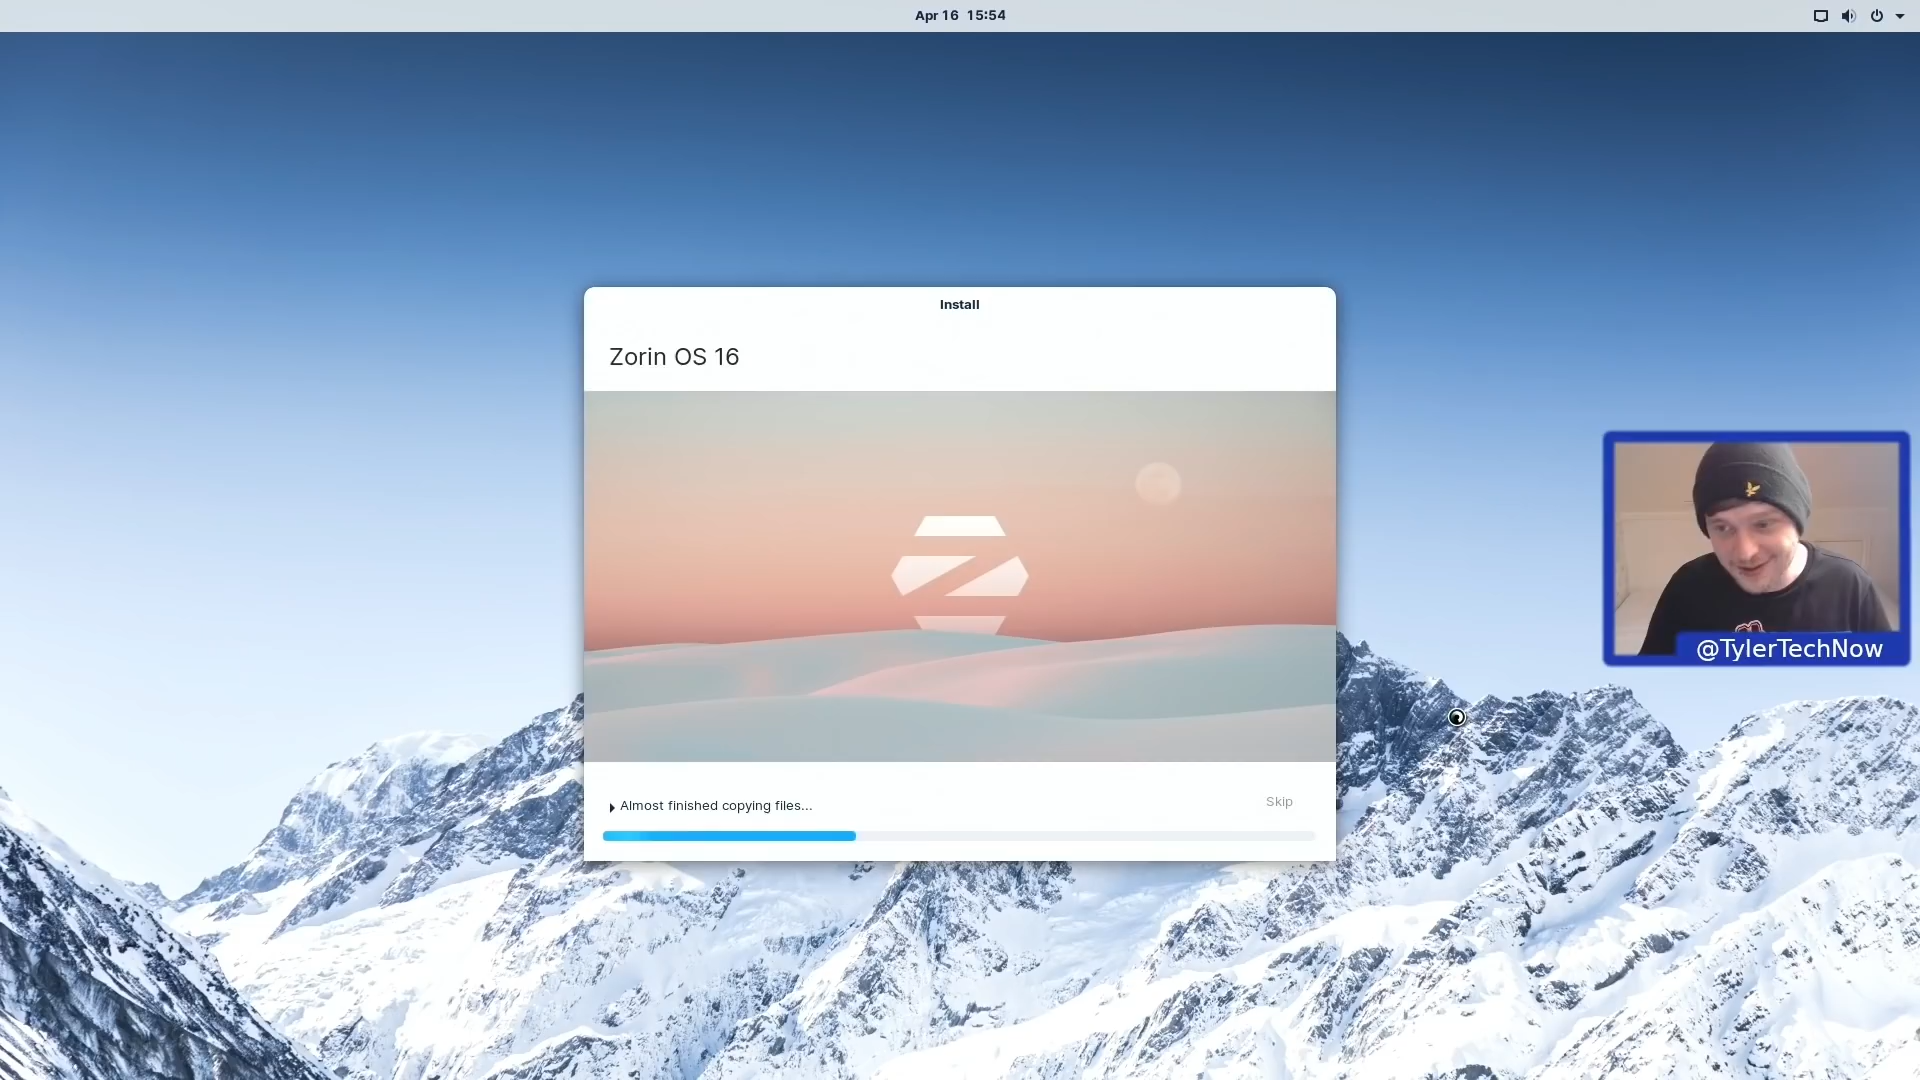 Apr 16  15:54
Install
Zorin OS 16
Almost finished copying files...
Skip
@TylerTechNow